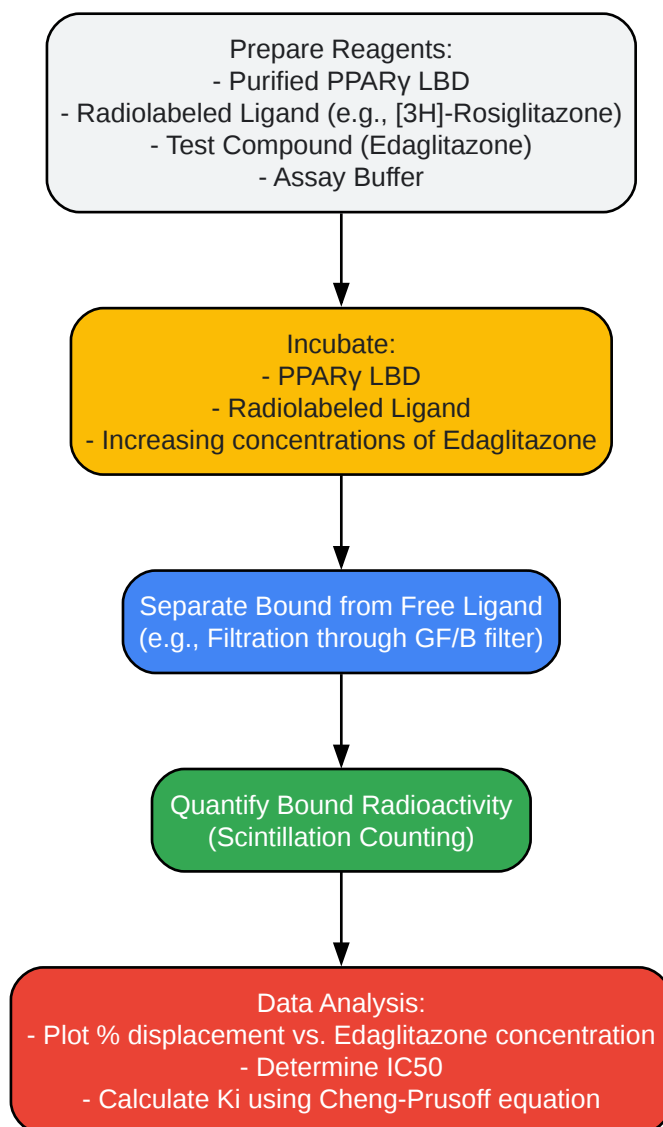 Prepare Reagents:
- Purified PPARγ LBD
- Radiolabeled Ligand (e.g., [3H]-Rosiglitazone)
- Test Compound (Edaglitazone)
- Assay Buffer
Incubate:
- PPARγ LBD
- Radiolabeled Ligand
- Increasing concentrations of Edaglitazone
Separate Bound from Free Ligand
(e.g., Filtration through GF/B filter)
Quantify Bound Radioactivity
(Scintillation Counting)
Data Analysis:
- Plot % displacement vs. Edaglitazone concentration
- Determine IC50
- Calculate Ki using Cheng-Prusoff equation